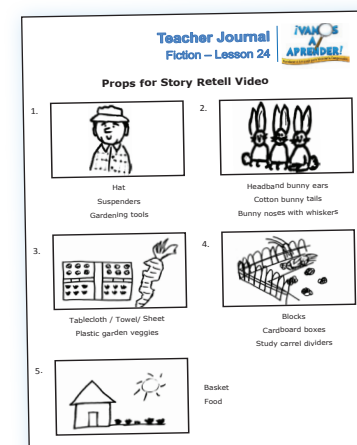 Teacher Journal
Fiction – Lesson 24
¡VAMOS
A
APRENDER!
Props for Story Retell Video
1.
Hat
Suspenders
Gardening tools
2.
Headband bunny ears
Cotton bunny tails
Bunny noses with whiskers
3.
Tablecloth / Towel/ Sheet
Plastic garden veggies
4.
Blocks
Cardboard boxes
Study carrel dividers
5.
Basket
Food